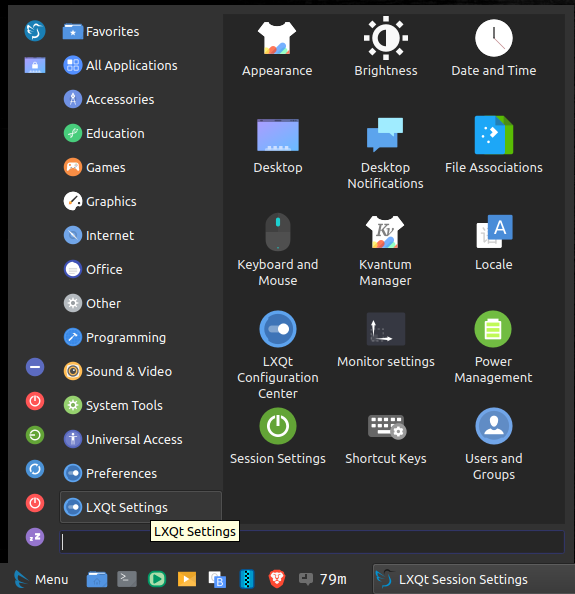 Favorites
All Applications
Accessories
Education
Games
Graphics
Internet
Office
Other
Programming
Sound & Video
System Tools
Universal Access
Preferences
LXQt Settings
LXQt Settings
Appearance
Brightness
Date and Time
Desktop
Desktop
Notifications
File Associations
Keyboard and
Mouse
Kv
Kvantum
Manager
A
Locale
LXQt
Configuration
Center
Monitor settings
Power
Management
Session Settings
Shortcut Keys
Users and
Groups
Menu
79m
LXQt Session Settings